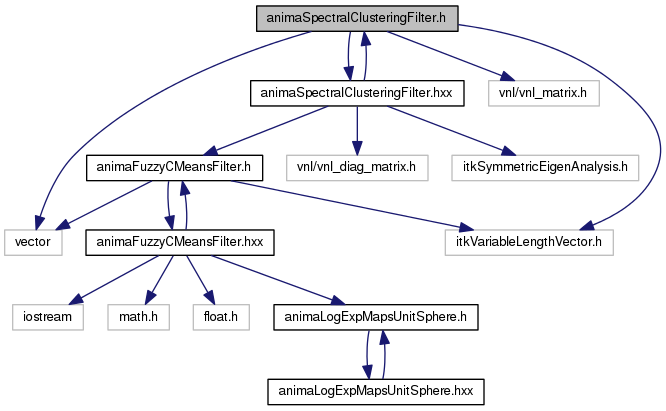 animaSpectralClusteringFilter.h
animaSpectralClusteringFilter.hxx
vnl/vnl_matrix.h
animaFuzzyCMeansFilter.h
vnl/vnl_diag_matrix.h
itkSymmetricEigenAnalysis.h
vector
animaFuzzyCMeansFilter.hxx
itkVariableLengthVector.h
iostream
math.h
float.h
animaLogExpMapsUnitSphere.h
animaLogExpMapsUnitSphere.hxx